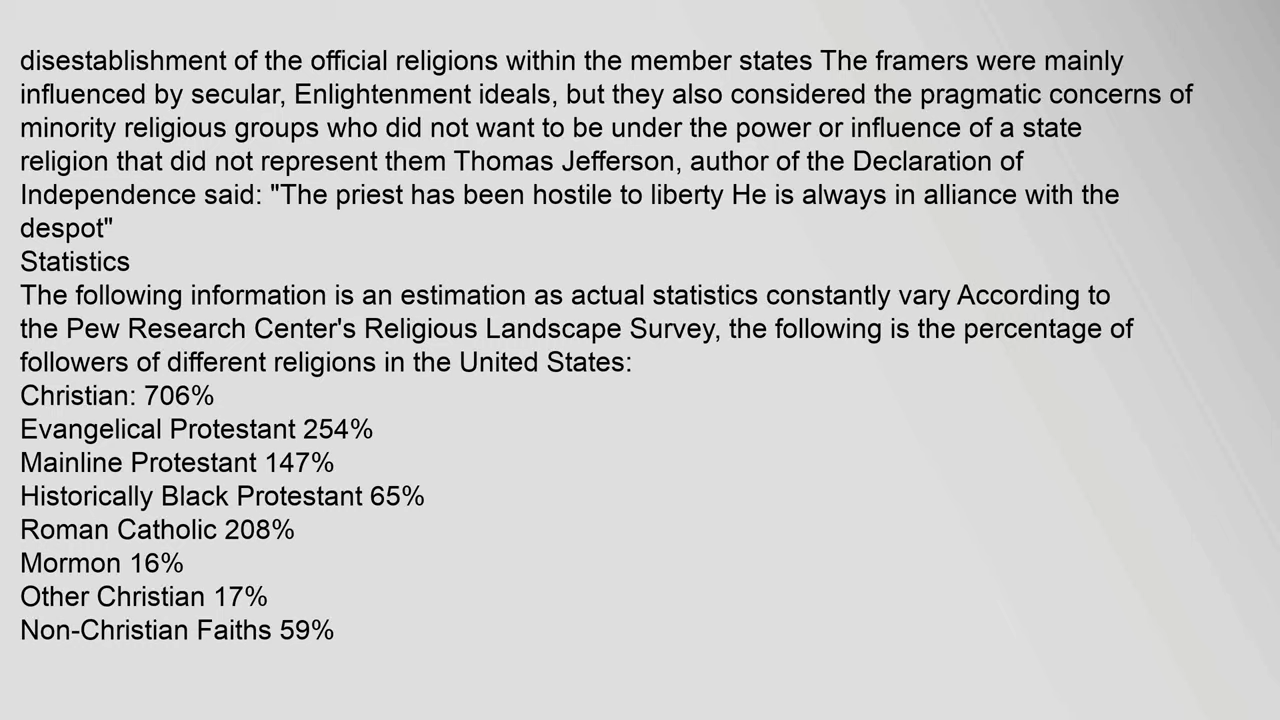 disestablishment of the official religions within the member states The framers were mainly
influenced by secular, Enlightenment ideals, but they also considered the pragmatic concerns of
minority religious groups who did not want to be under the power or influence of a state
religion that did not represent them Thomas Jefferson, author of the Declaration of
Independence said: "The priest has been hostile to liberty He is always in alliance with the
despot"
Statistics
The following information is an estimation as actual statistics constantly vary According to
the Pew Research Center's Religious Landscape Survey, the following is the percentage of
followers of different religions in the United States:
Christian: 706%
Evangelical Protestant 254%
Mainline Protestant 147%
Historically Black Protestant 65%
Roman Catholic 208%
Mormon 16%
Other Christian 17%
Non-Christian Faiths 59%